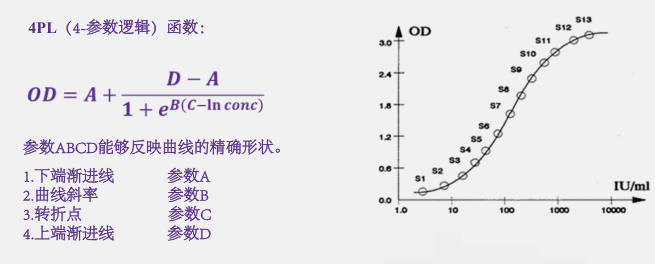 4PL（4-参数逻辑）函数：
OD = A + \frac{D - A}{1 + e^{B(C-\ln conc)}}
参数ABCD能够反映曲线的精确形状。
1.下端渐进线 参数A
2.曲线斜率 参数B
3.转折点 参数C
4.上端渐进线 参数D
OD
3.0
2.4
1.8
1.2
0.6
0.0
S1
S2
S3
S4
S5
S6
S7
S8
S9
S10
S11
S12
S13
IU/ml
1.0 10 100 1000 10000